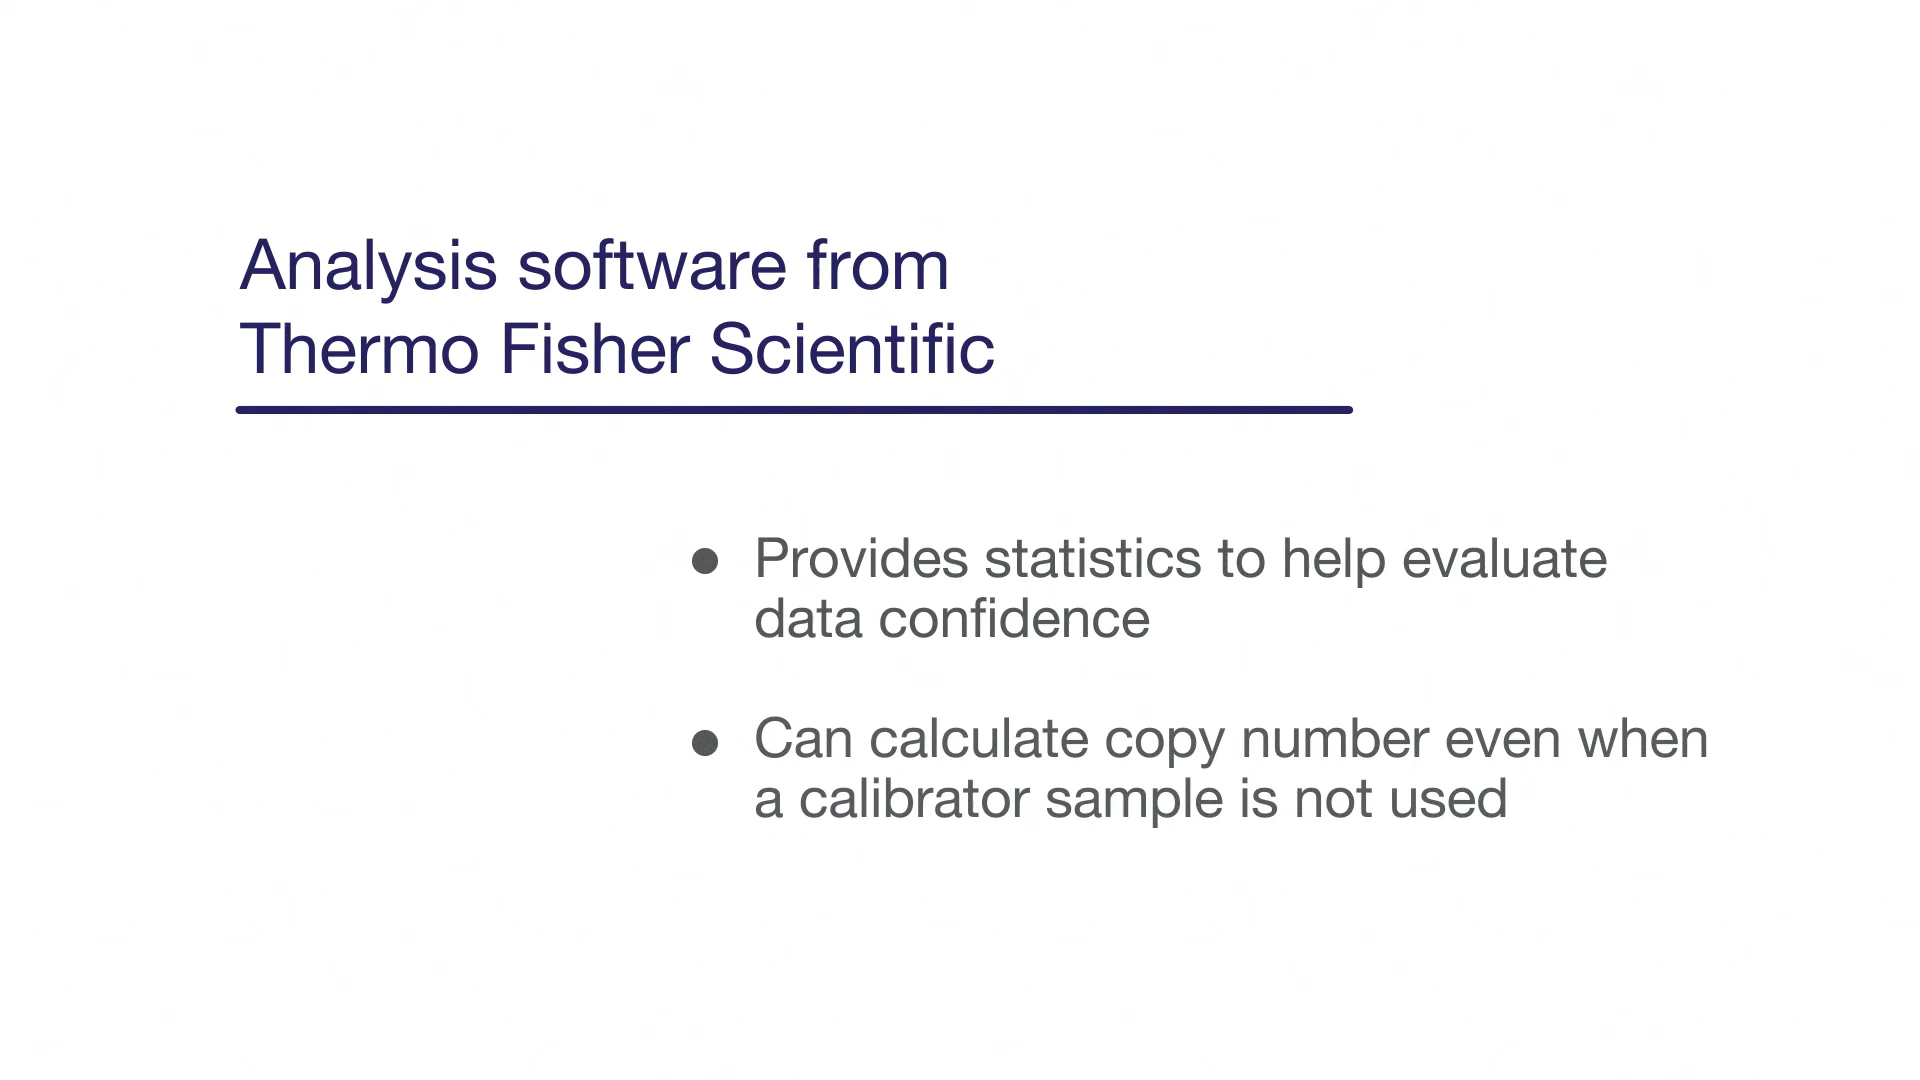 Analysis software from
Thermo Fisher Scientific
● Provides statistics to help evaluate
data confidence
● Can calculate copy number even when
a calibrator sample is not used